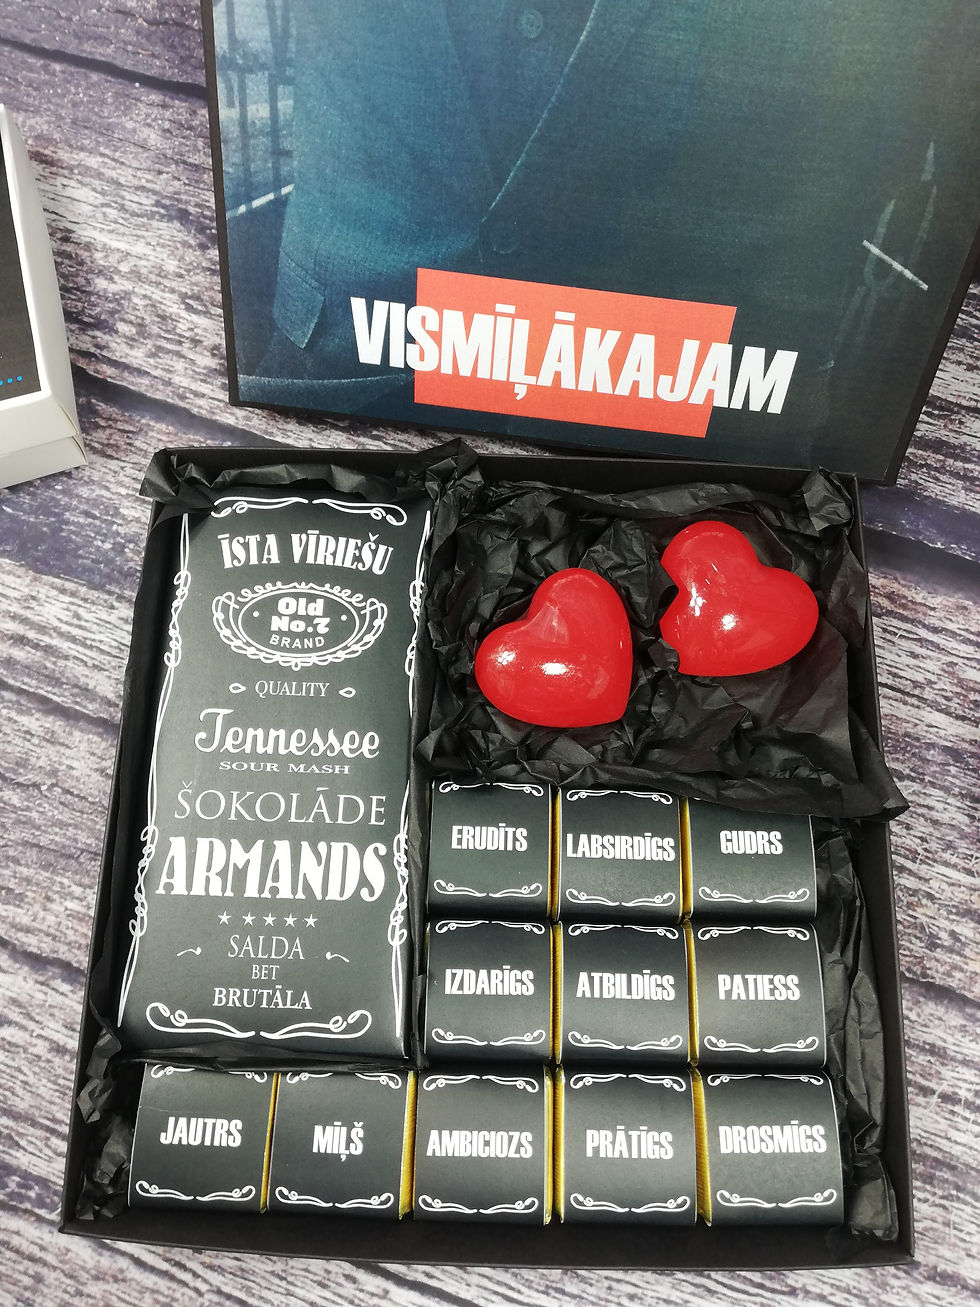 VISMĪĻĀKAJAM
ĪSTA VĪRIEŠU
Old
No.7
BRAND
QUALITY
Tennessee
SOUR MASH
ŠOKOLĀDE
ARMANDS
SALDA
BET
BRUTĀLA
ERUDĪTS
LABSIRDĪGS
GUDRS
IZDARĪGS
ATBILDĪGS
PATIESS
JAUTRS
MĪĻŠ
AMBICIOZS
PRĀTĪGS
DROSMĪGS